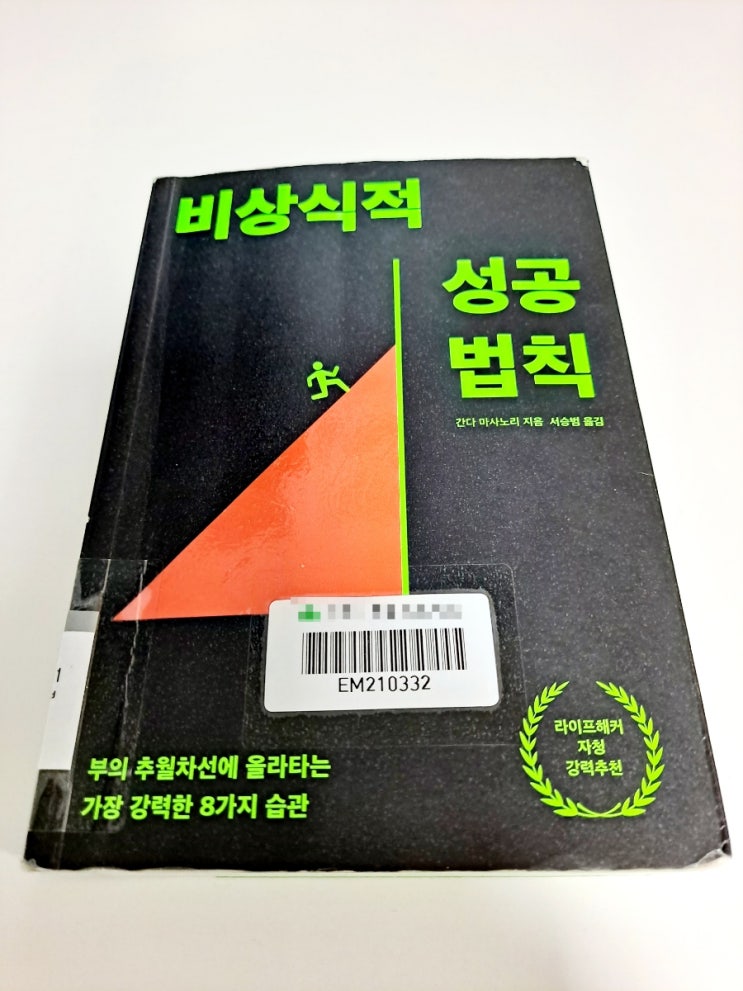 비상식적
성공
법칙
간다 마사노리 지음 서승범 옮김
1
EM210332
라이프해커
자청
강력추천
부의 추월차선에 올라타는
가장 강력한 8가지 습관